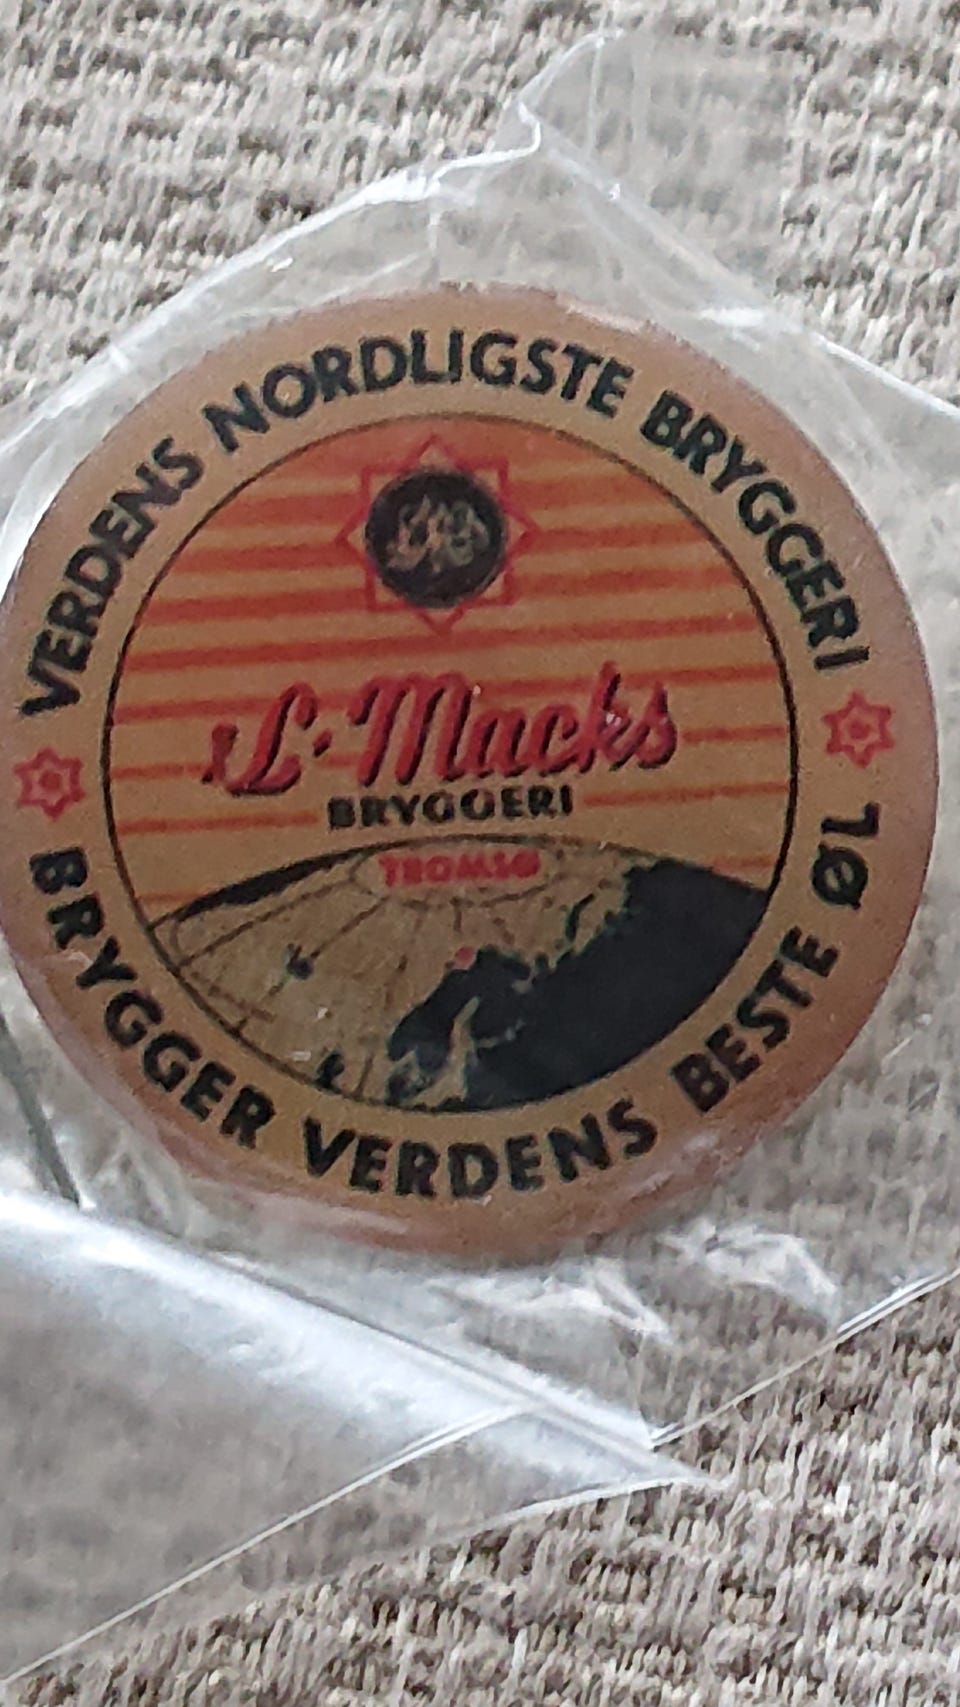 VERDENS NORDLIGSTE BRYGGERI
L. Macks
BRYGGERI
TROMSØ
BRYGGER VERDENS BESTE ØL